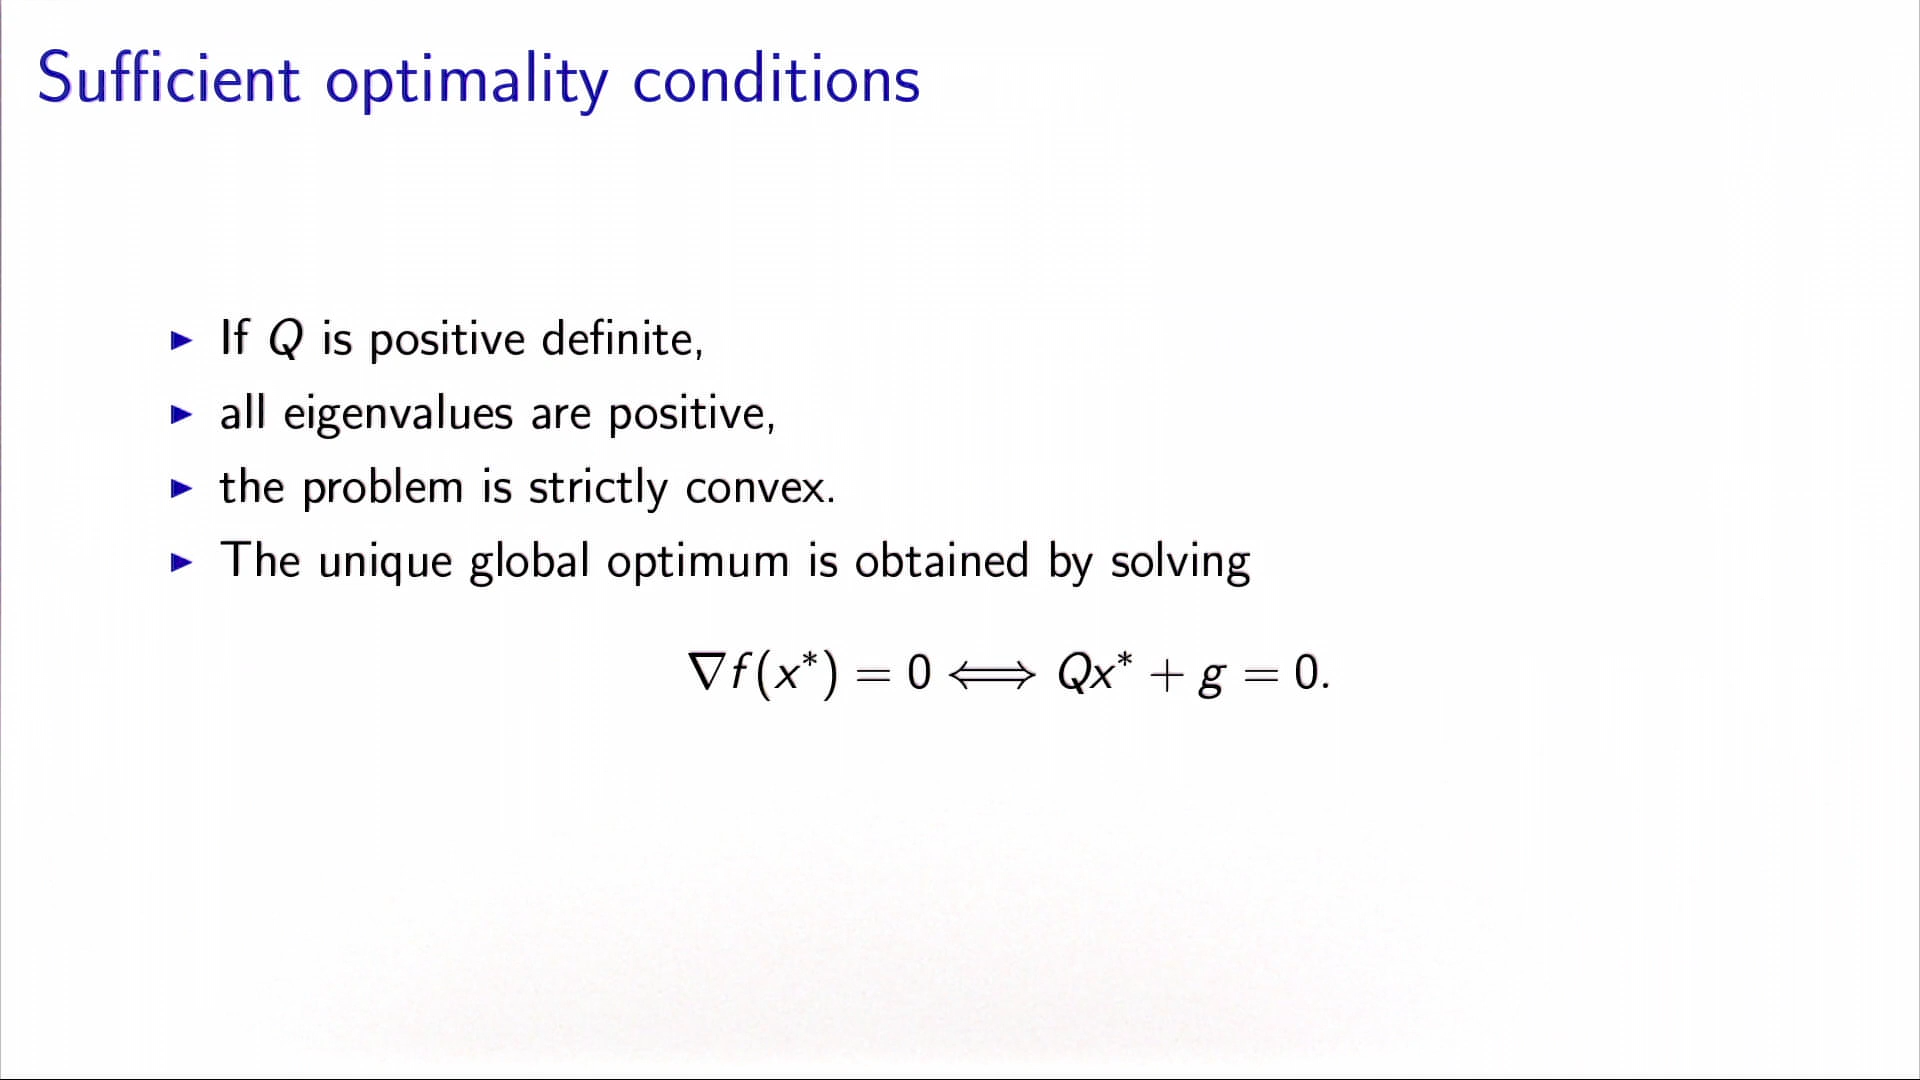 Sufficient optimality conditions
▶ If Q is positive definite,
▶ all eigenvalues are positive,
▶ the problem is strictly convex.
▶ The unique global optimum is obtained by solving
∇f(x*) = 0 ⟺ Qx* + g = 0.